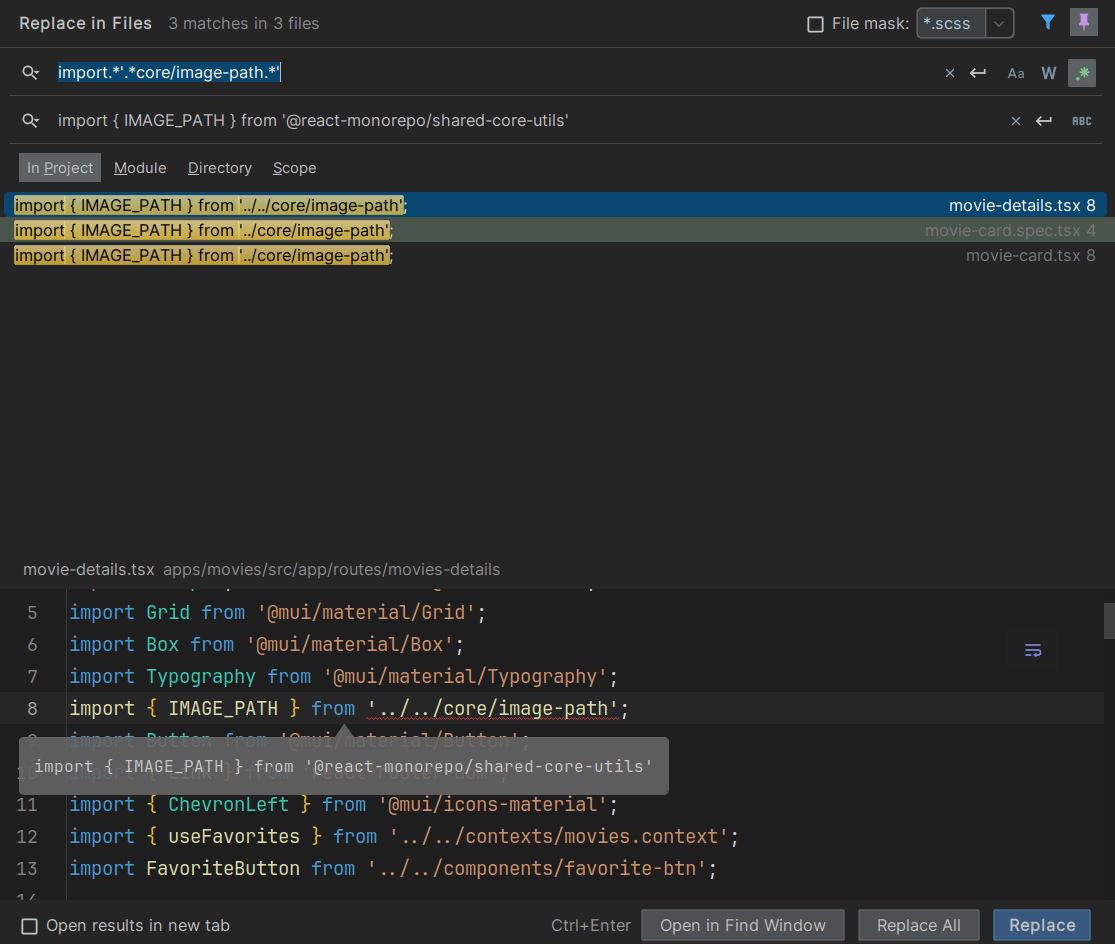 Replace in Files 3 matches in 3 files File mask: *.scss
import.*'.*core/image-path.*' Aa W .*
import { IMAGE_PATH } from '@react-monorepo/shared-core-utils' ABC
In Project Module Directory Scope
import { IMAGE_PATH } from '../../core/image-path'; movie-details.tsx 8
import { IMAGE_PATH } from '../core/image-path'; movie-card.spec.tsx 4
import { IMAGE_PATH } from '../core/image-path'; movie-card.tsx 8
movie-details.tsx apps/movies/src/app/routes/movies-details
5 import Grid from '@mui/material/Grid';
6 import Box from '@mui/material/Box';
7 import Typography from '@mui/material/Typography';
8 import { IMAGE_PATH } from '../../core/image-path';
9 import Button from '@mui/material/Button';
import { IMAGE_PATH } from '@react-monorepo/shared-core-utils'
11 import { ChevronLeft } from '@mui/icons-material';
12 import { useFavorites } from '../../contexts/movies.context';
13 import FavoriteButton from '../../components/favorite-btn';
Open results in new tab Ctrl+Enter Open in Find Window Replace All Replace